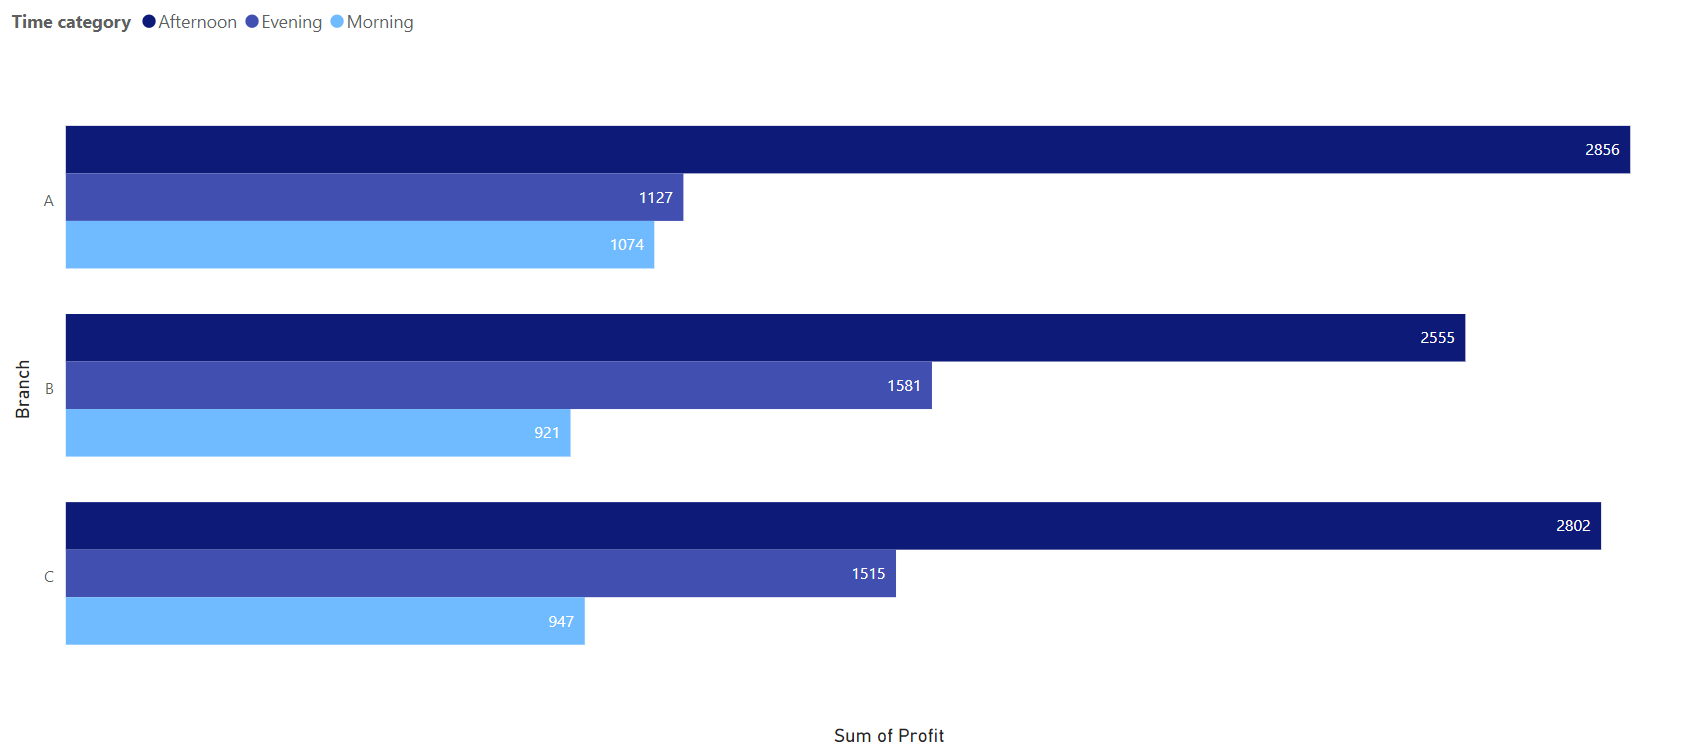 Time category Afternoon Evening Morning
2856
1127
A
1074
2555
1581
B
921
Branch
2802
1515
C
947
Sum of Profit